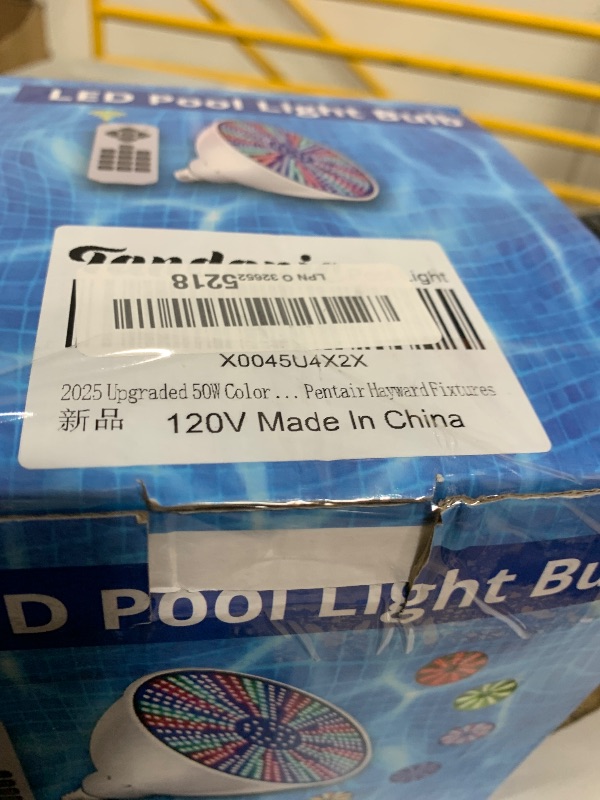 LED Pool Light Bulb
ight
LPN O 32652
5218
X0045U4X2X
2025 Upgraded 50W Color... Pentair Hayward Fixtures
新品 120V Made In China
D Pool Light Bu